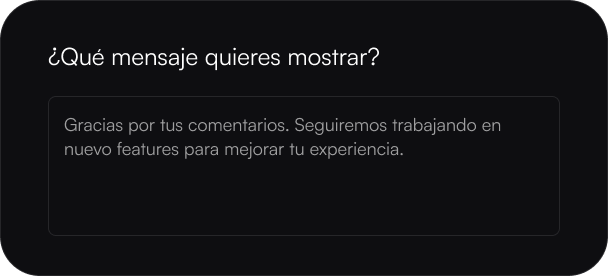 ¿Qué mensaje quieres mostrar?
Gracias por tus comentarios. Seguiremos trabajando en
nuevo features para mejorar tu experiencia.